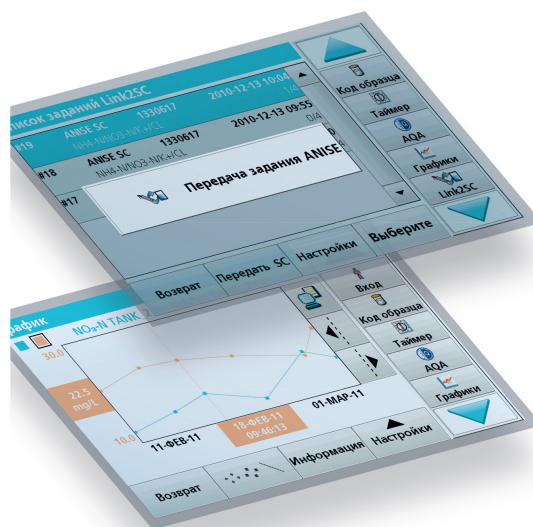 писок заданий Link2SC
#19 ANISE SC 1330617 2010-12-13 10:04
NH4-N/NO3-N/K+/CL 1/4
#18 ANISE SC 1330617 2010-12-13 09:55
NH4-N/NO3-N/K+/CL 0/4
#17
Передача задания ANISE
Возврат
Передать SC
Настройки
Выберите
Код образца
Таймер
AQA
Графики
Link2SC
рафик
NO₃-N TANK 2
30.0
22.5
mg/L
10.0
11-ФЕВ-11
18-ФЕВ-11
09:46:13
01-МАР-11
Возврат
Информация
Настройки
Вход
Код образца
Таймер
AQA
Графики